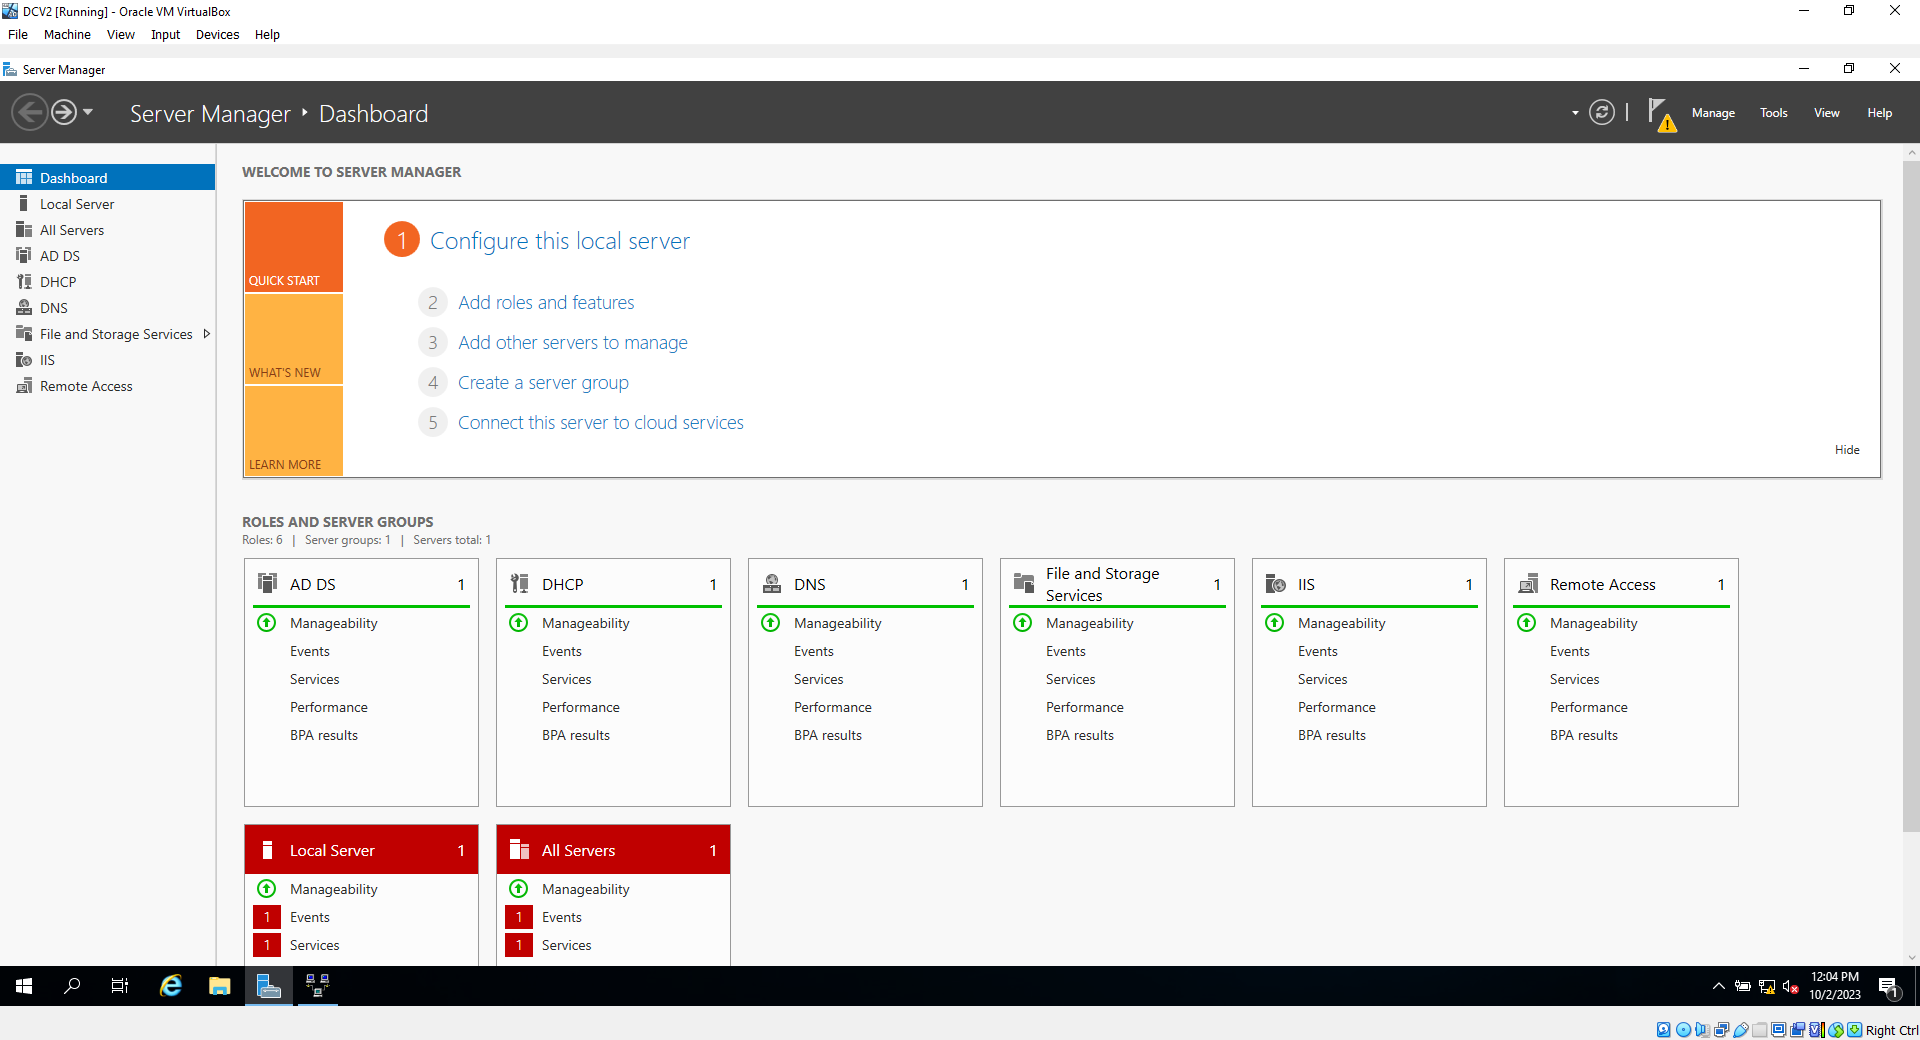 DCV2 [Running] - Oracle VM VirtualBox
File Machine View Input Devices Help
Server Manager
Server Manager Dashboard
Manage Tools View Help
Dashboard
Local Server
All Servers
AD DS
DHCP
DNS
File and Storage Services
IIS
Remote Access
WELCOME TO SERVER MANAGER
QUICK START
WHAT'S NEW
LEARN MORE
1 Configure this local server
2 Add roles and features
3 Add other servers to manage
4 Create a server group
5 Connect this server to cloud services
Hide
ROLES AND SERVER GROUPS
Roles: 6 | Server groups: 1 | Servers total: 1
AD DS 1
Manageability
Events
Services
Performance
BPA results
DHCP 1
Manageability
Events
Services
Performance
BPA results
DNS 1
Manageability
Events
Services
Performance
BPA results
File and Storage
Services 1
Manageability
Events
Services
Performance
BPA results
IIS 1
Manageability
Events
Services
Performance
BPA results
Remote Access 1
Manageability
Events
Services
Performance
BPA results
Local Server 1
Manageability
1 Events
1 Services
All Servers 1
Manageability
1 Events
1 Services
12:04 PM
10/2/2023
1
Right Ctrl